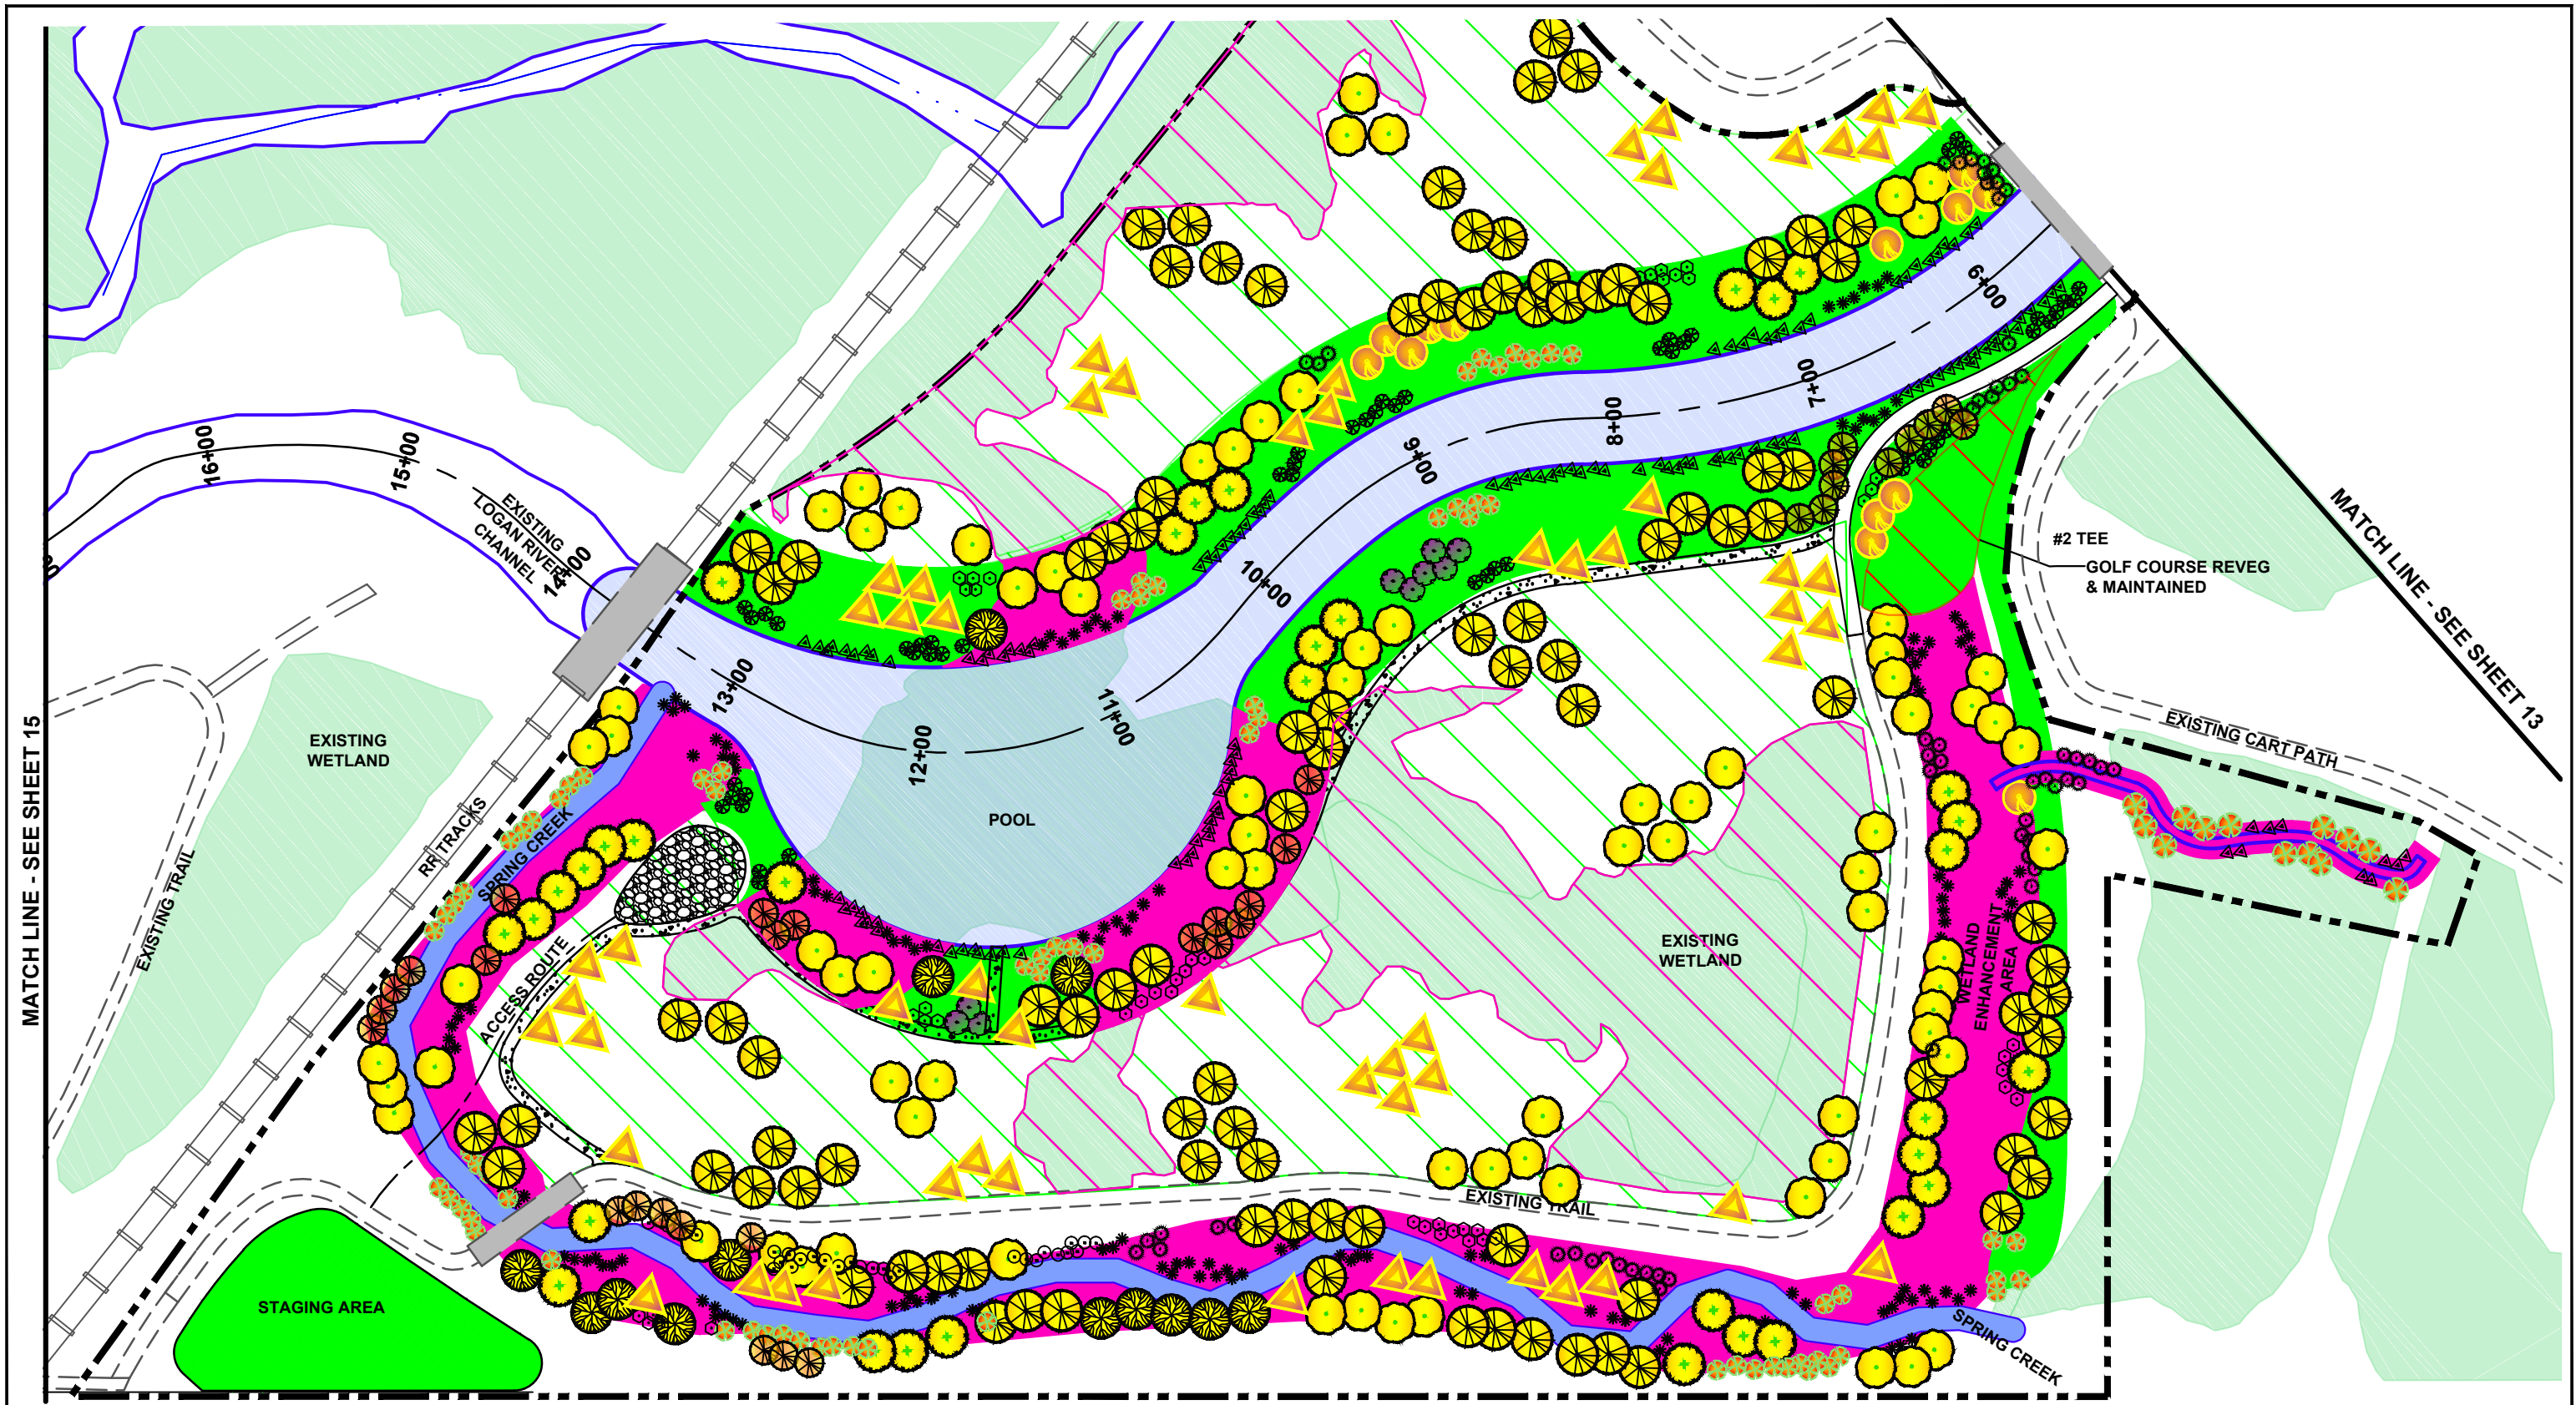 6+00
7+00
8+00
9+00
10+00
11+00
12+00
13+00
14+00
15+00
16+00
EXISTING
LOGAN RIVER
CHANNEL
MATCH LINE - SEE SHEET 13
#2 TEE
GOLF COURSE REVEG
& MAINTAINED
EXISTING CART PATH
MATCH LINE - SEE SHEET 15
EXISTING
WETLAND
EXISTING TRAIL
RR TRACKS
SPRING CREEK
POOL
ACCESS ROUTE
EXISTING
WETLAND
WETLAND
ENHANCEMENT
AREA
EXISTING TRAIL
STAGING AREA
SPRING CREEK